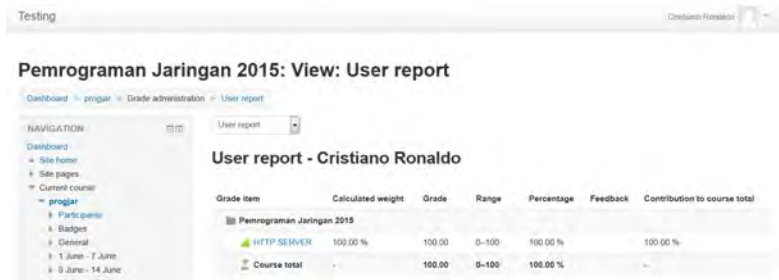 Testing
Cristiano Ronaldo
Pemrograman Jaringan 2015: View: User report
Dashboard progjar Grade administration User report
NAVIGATION
Dashboard
Site home
Site pages
Current course
progjar
Participants
Badges
General
1 June - 7 June
8 June - 14 June
User report
User report - Cristiano Ronaldo
Grade item Calculated weight Grade Range Percentage Feedback Contribution to course total
Pemrograman Jaringan 2015
HTTP SERVER 100.00 % 100.00 0–100 100.00 % 100.00 %
Course total - 100.00 0–100 100.00 % -